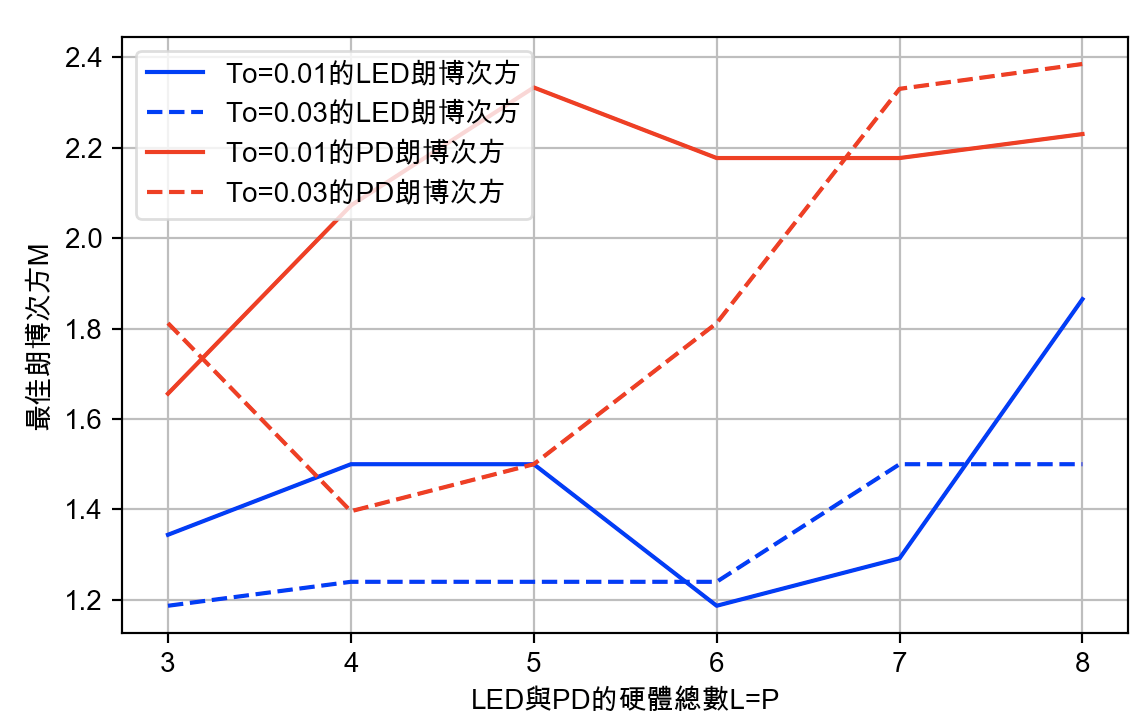 To=0.01的LED朗博次方
To=0.03的LED朗博次方
To=0.01的PD朗博次方
To=0.03的PD朗博次方
最佳朗博次方M
2.4
2.2
2.0
1.8
1.6
1.4
1.2
3 4 5 6 7 8
LED與PD的硬體總數L=P